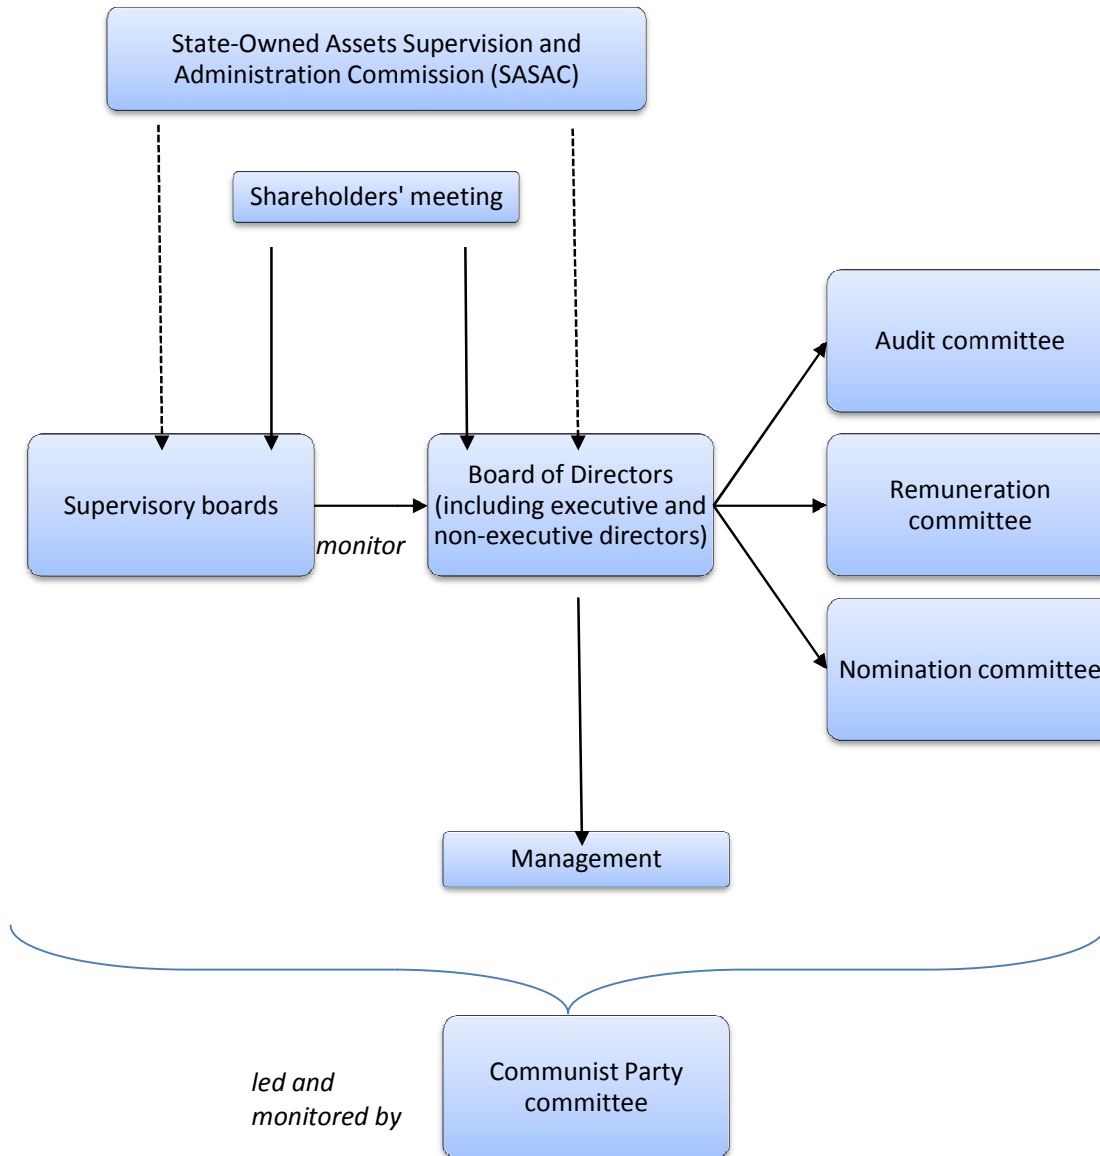 State-Owned Assets Supervision and
Administration Commission (SASAC)
Shareholders' meeting
Audit committee
Supervisory boards
monitor
Board of Directors
(including executive and
non-executive directors)
Remuneration
committee
Nomination committee
Management
led and
monitored by
Communist Party
committee